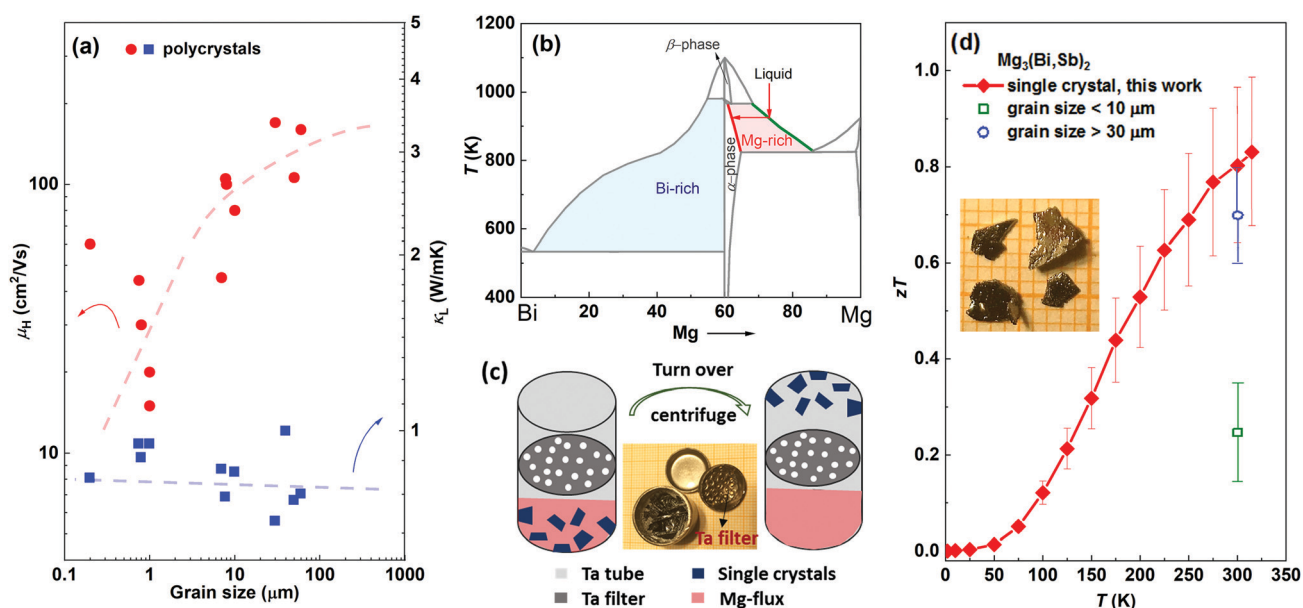 (a)
polycrystals
μH (cm²/Vs)
100
10
5
4
3
2
1
κL (W/mK)
0.1 1 10 100 1000
Grain size (μm)
(b)
β–phase
Liquid
Mg-rich
Bi-rich
α–phase
T (K)
1200
1000
800
600
400
Bi 20 40 60 80 Mg
Mg
(c)
Turn over
centrifuge
Ta filter
Ta tube
Single crystals
Ta filter
Mg-flux
(d)
Mg₃(Bi,Sb)₂
single crystal, this work
grain size < 10 μm
grain size > 30 μm
zT
1.0
0.8
0.6
0.4
0.2
0.0
0 50 100 150 200 250 300 350
T (K)